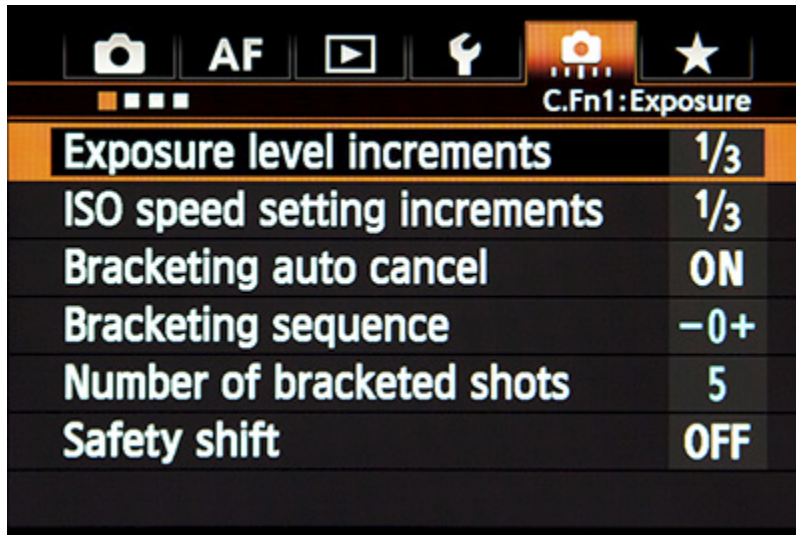 AF
C.Fn1:Exposure
Exposure level increments 1/3
ISO speed setting increments 1/3
Bracketing auto cancel ON
Bracketing sequence -0+
Number of bracketed shots 5
Safety shift OFF